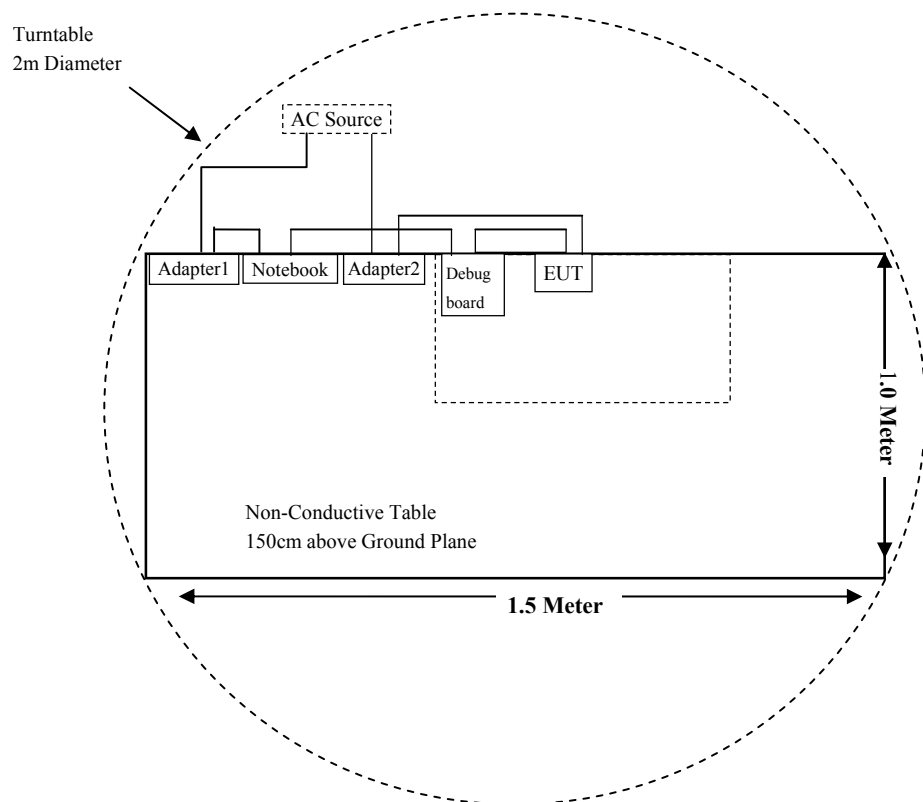 Turntable
2m Diameter
AC Source
Adapter1
Notebook
Adapter2
Debug
board
EUT
1.0 Meter
Non-Conductive Table
150cm above Ground Plane
1.5 Meter